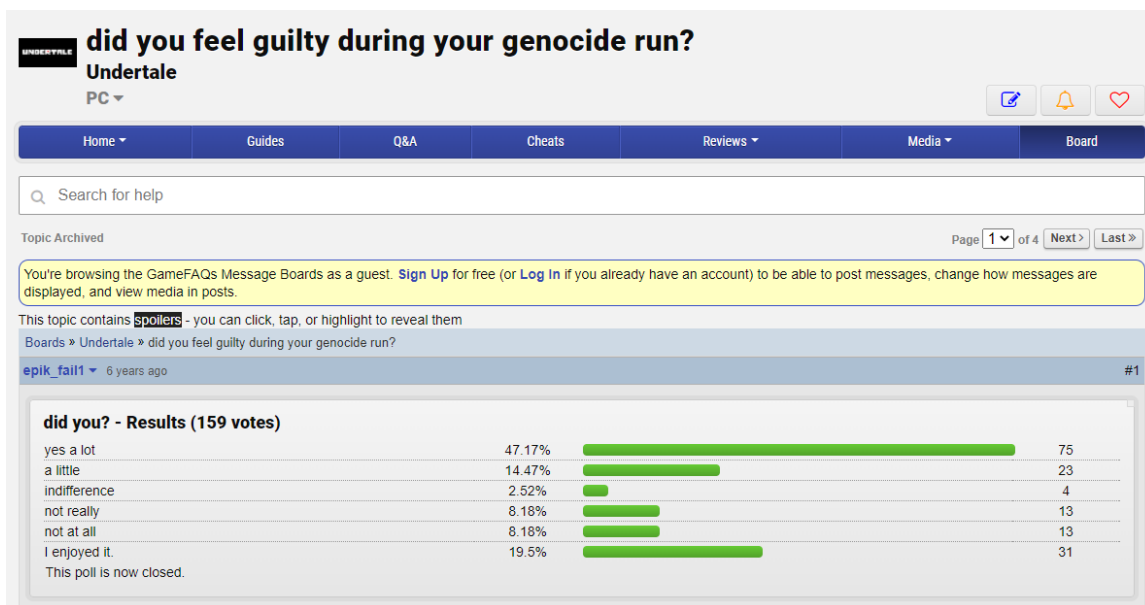 UNDERTALE
did you feel guilty during your genocide run?
Undertale
PC
Home
Guides
Q&A
Cheats
Reviews
Media
Board
Search for help
Topic Archived
Page 1 of 4 Next> Last»
You're browsing the GameFAQs Message Boards as a guest. Sign Up for free (or Log In if you already have an account) to be able to post messages, change how messages are
displayed, and view media in posts.
This topic contains spoilers - you can click, tap, or highlight to reveal them
Boards » Undertale » did you feel guilty during your genocide run?
epik_fail1 6 years ago #1
did you? - Results (159 votes)
yes a lot 47.17% 75
a little 14.47% 23
indifference 2.52% 4
not really 8.18% 13
not at all 8.18% 13
I enjoyed it. 19.5% 31
This poll is now closed.